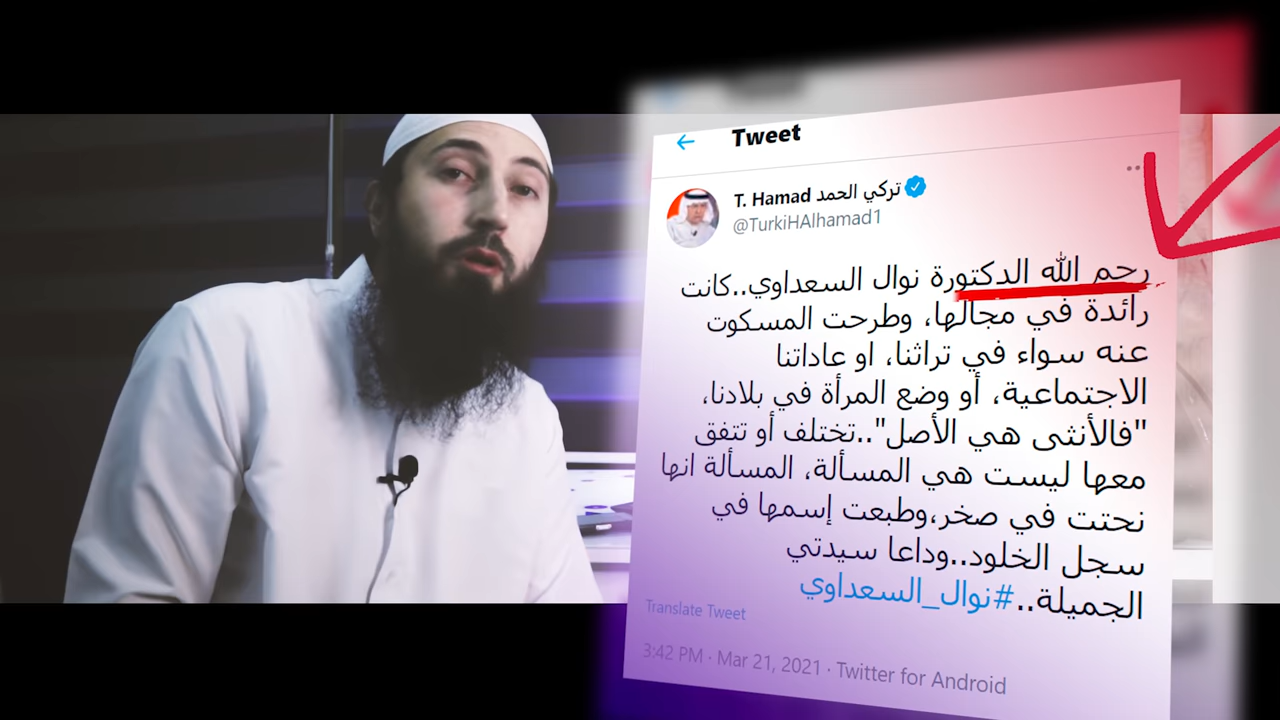 Tweet
T. Hamad تركي الحمد
@TurkiHAlhamad1
رحم الله الدكتورة نوال السعداوي..كانت
رائدة في مجالها، وطرحت المسكوت
عنه سواء في تراثنا، او عاداتنا
الاجتماعية، أو وضع المرأة في بلادنا،
"فالأنثى هي الأصل"..تختلف أو تتفق
معها ليست هي المسألة، المسألة انها
نحتت في صخر،وطبعت إسمها في
سجل الخلود..وداعا سيدتي
الجميلة..#نوال_السعداوي
Translate Tweet
3:42 PM · Mar 21, 2021 · Twitter for Android